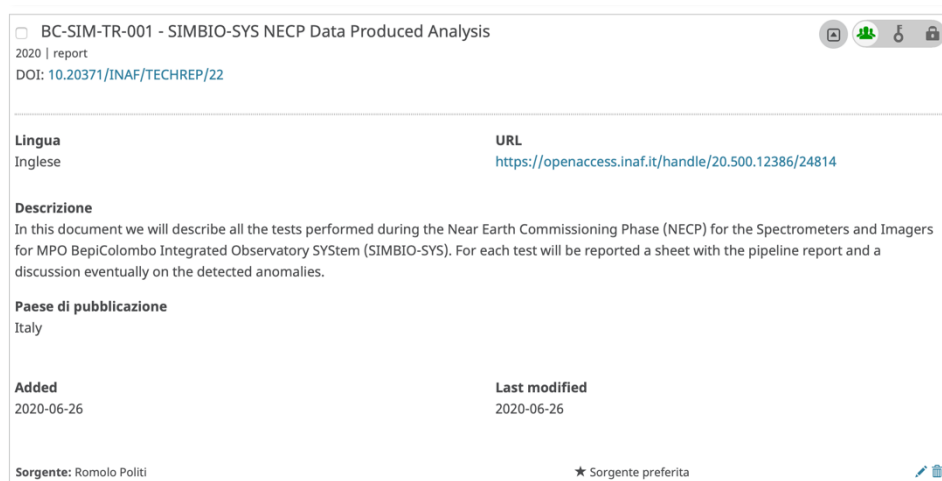 BC-SIM-TR-001 - SIMBIO-SYS NECP Data Produced Analysis
2020 | report
DOI: 10.20371/INAF/TECHREP/22
Lingua
Inglese
URL
https://openaccess.inaf.it/handle/20.500.12386/24814
Descrizione
In this document we will describe all the tests performed during the Near Earth Commissioning Phase (NECP) for the Spectrometers and Imagers
for MPO BepiColombo Integrated Observatory SYStem (SIMBIO-SYS). For each test will be reported a sheet with the pipeline report and a
discussion eventually on the detected anomalies.
Paese di pubblicazione
Italy
Added
2020-06-26
Last modified
2020-06-26
Sorgente: Romolo Politi
Sorgente preferita